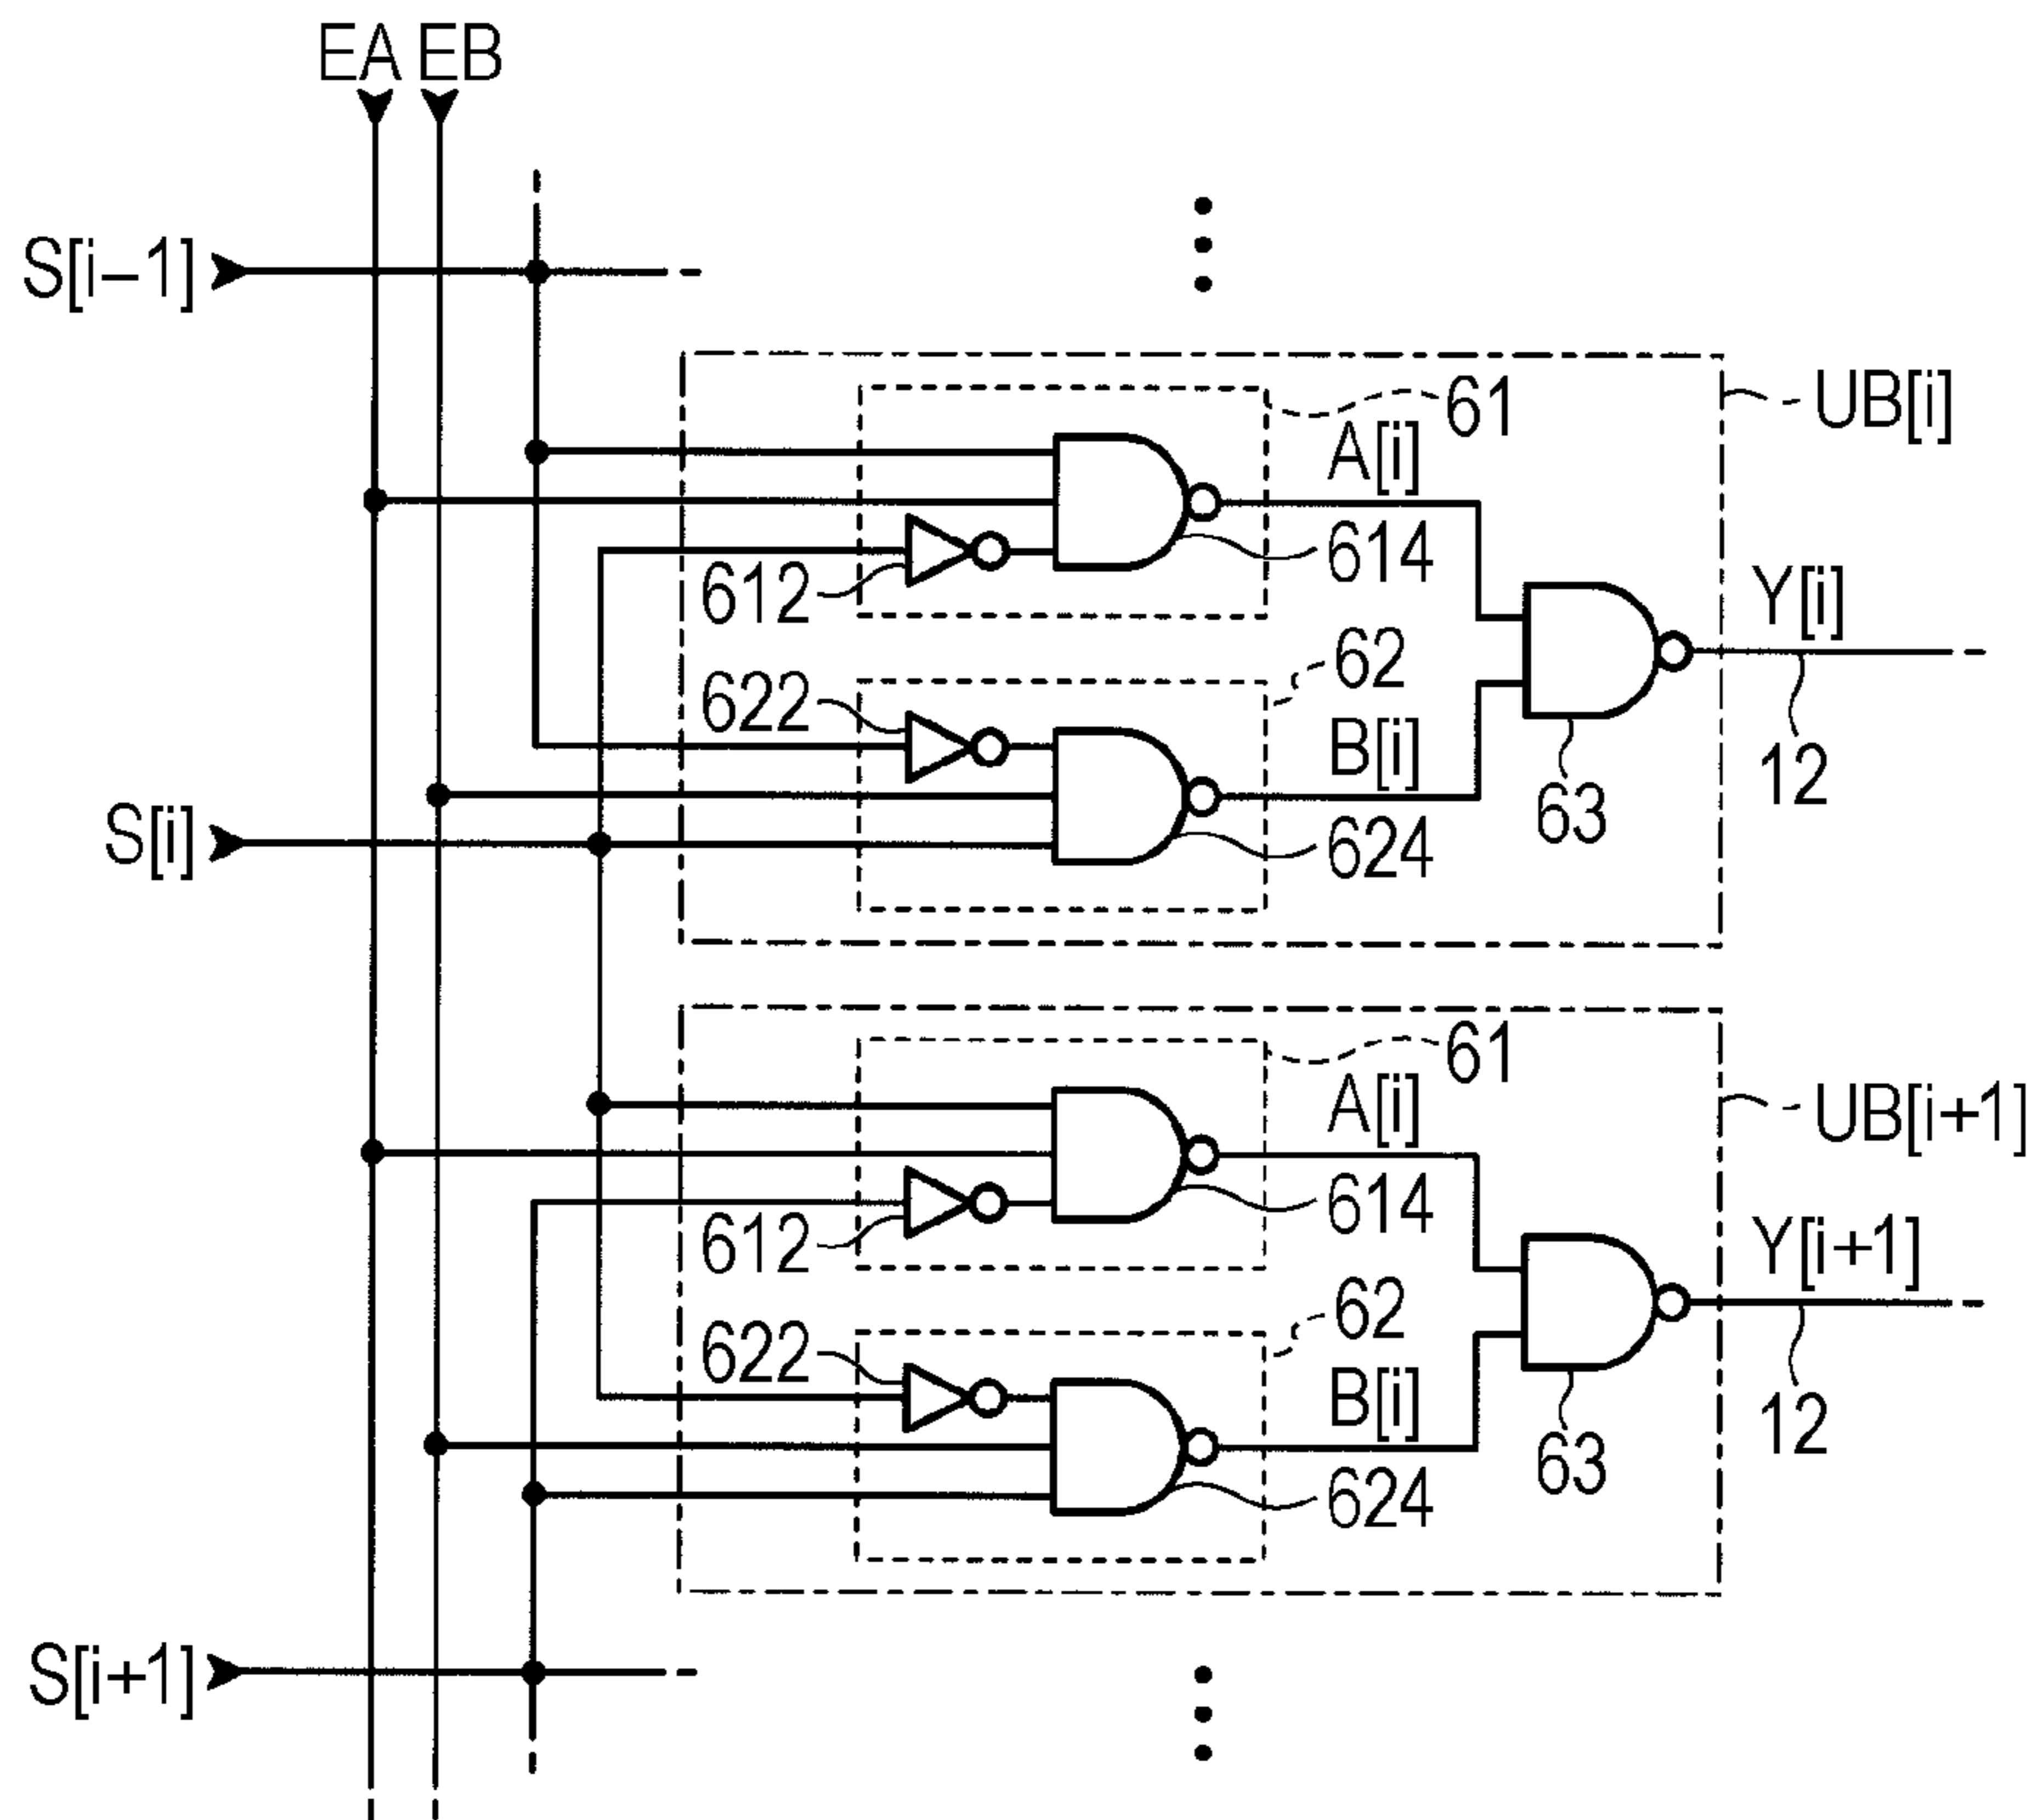 EA EB
S[i−1]
61
UB[i]
A[i]
614
612
Y[i]
62
622
B[i]
12
63
S[i]
624
61
A[i]
UB[i+1]
614
612
Y[i+1]
62
622
B[i]
12
63
624
S[i+1]